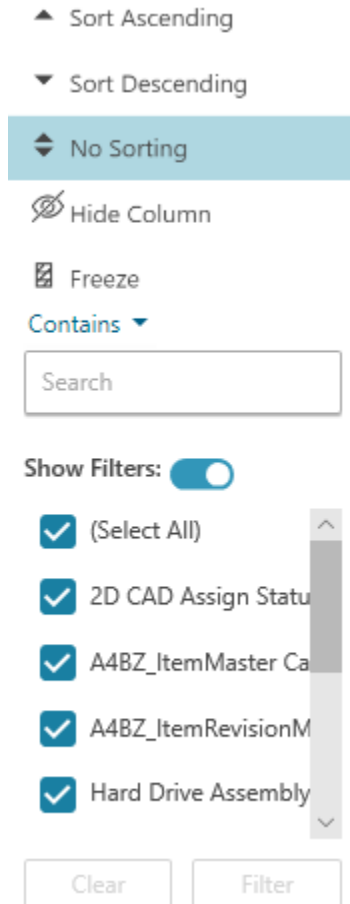 Sort Ascending
Sort Descending
No Sorting
Hide Column
Freeze
Contains
Search
Show Filters:
(Select All)
2D CAD Assign Statu
A4BZ_ItemMaster Ca
A4BZ_ItemRevisionM
Hard Drive Assembly
Clear Filter